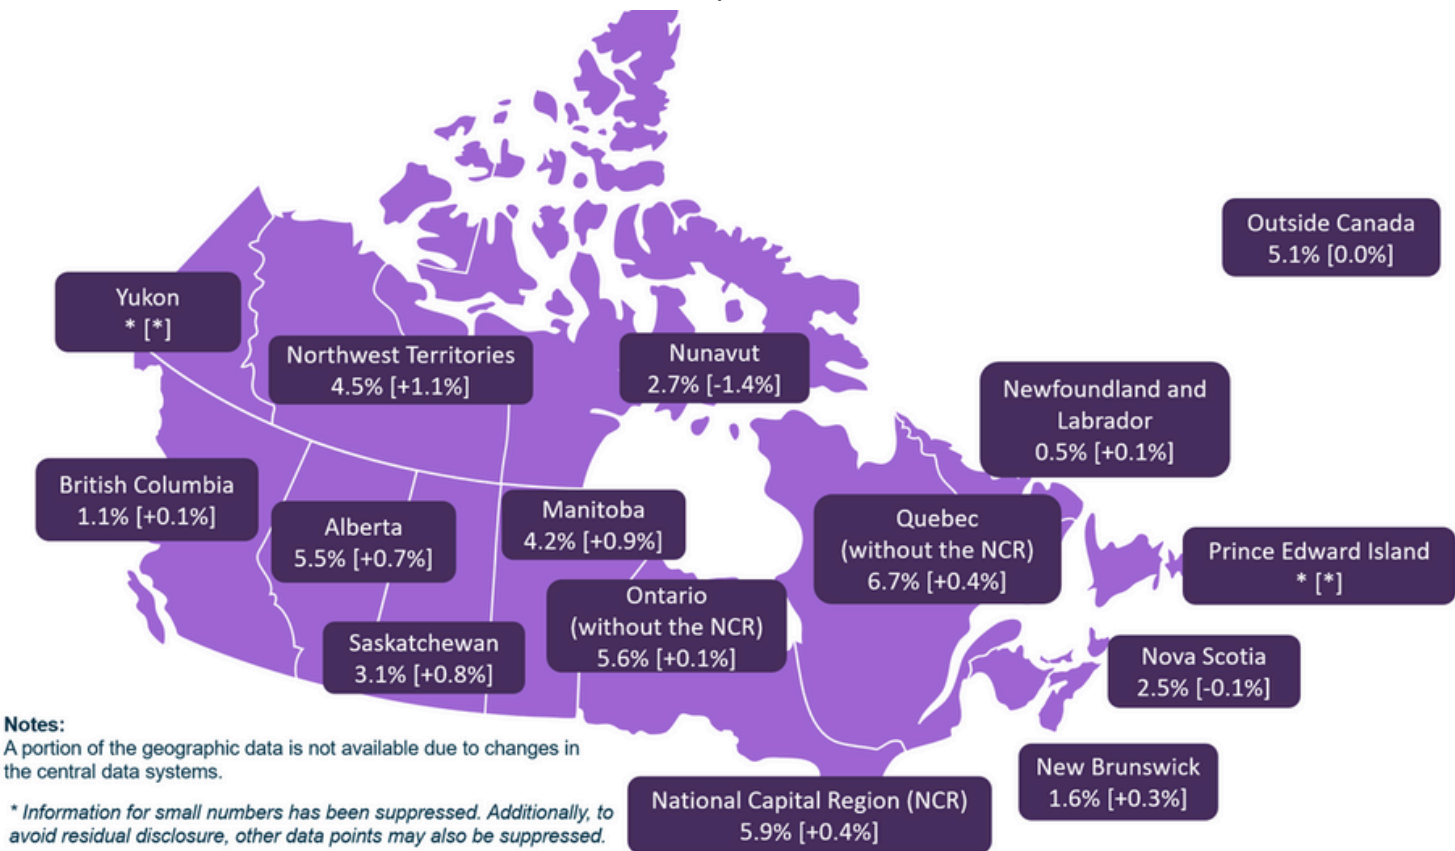 Outside Canada
5.1% [0.0%]
Yukon
* [*]
Northwest Territories
4.5% [+1.1%]
Nunavut
2.7% [-1.4%]
Newfoundland and
Labrador
0.5% [+0.1%]
British Columbia
1.1% [+0.1%]
Alberta
5.5% [+0.7%]
Manitoba
4.2% [+0.9%]
Quebec
(without the NCR)
6.7% [+0.4%]
Prince Edward Island
* [*]
Ontario
(without the NCR)
5.6% [+0.1%]
Saskatchewan
3.1% [+0.8%]
Nova Scotia
2.5% [-0.1%]
New Brunswick
1.6% [+0.3%]
National Capital Region (NCR)
5.9% [+0.4%]
Notes:
A portion of the geographic data is not available due to changes in
the central data systems.
* Information for small numbers has been suppressed. Additionally, to
avoid residual disclosure, other data points may also be suppressed.